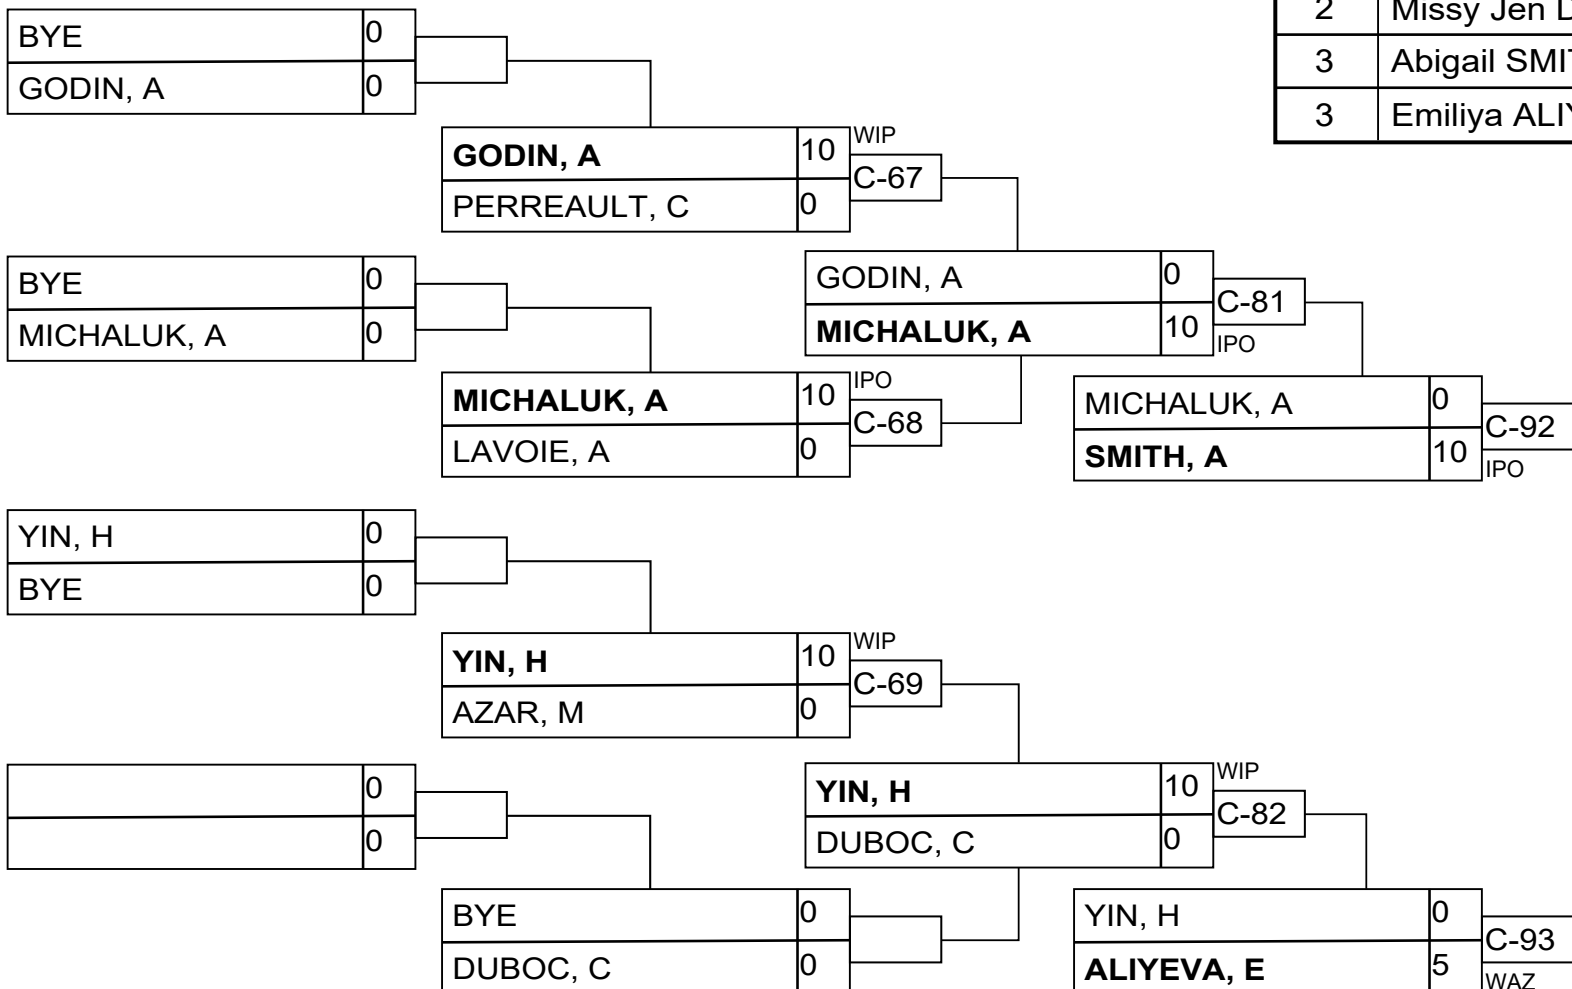 2 Missy Jen
3 Abigail
3 Emiliya
BYE 0
GODIN, A 0
GODIN, A 10 WIP
C-67
PERREAULT, C 0
BYE 0
MICHALUK, A 0
GODIN, A 0
C-81
MICHALUK, A 10 IPO
MICHALUK, A 10 IPO
C-68
LAVOIE, A 0
MICHALUK, A 0
C-92
SMITH, A 10 IPO
YIN, H 0
BYE 0
YIN, H 10 WIP
C-69
AZAR, M 0
0
0
YIN, H 10 WIP
C-82
DUBOC, C 0
BYE 0
DUBOC, C 0
YIN, H 0
C-93
ALIYEVA, E 5 WAZ